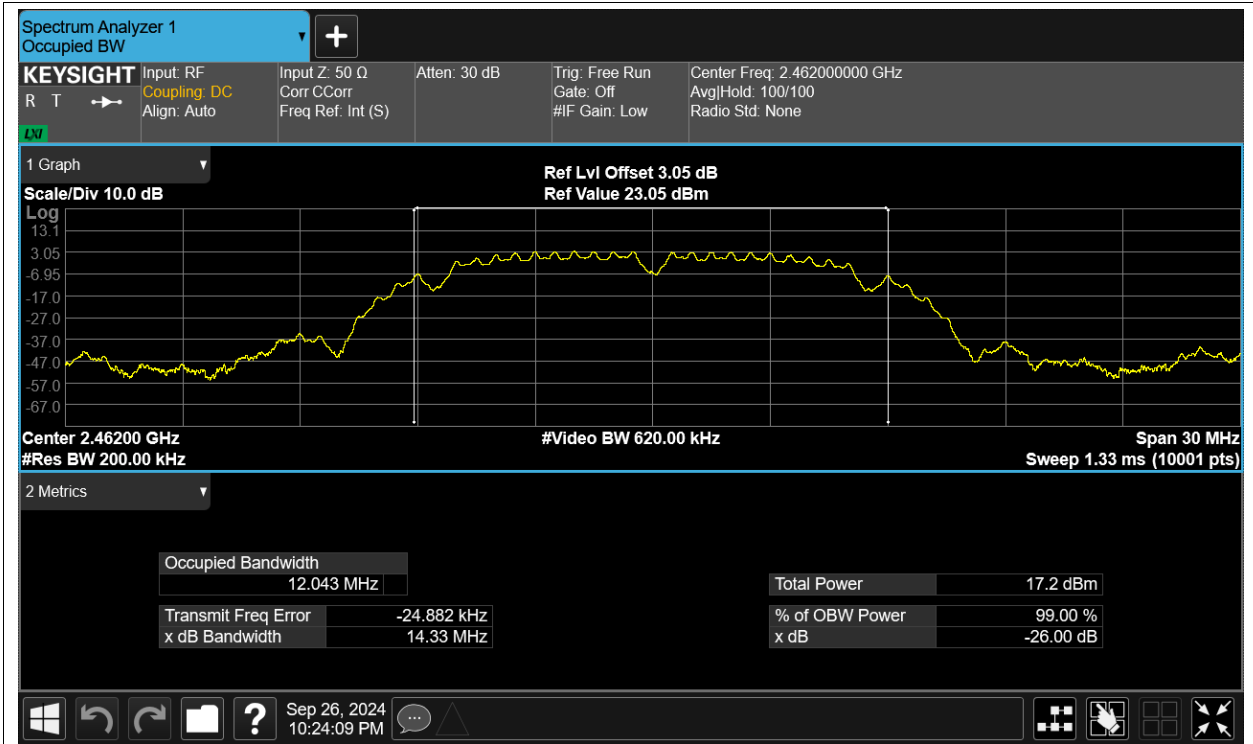 Spectrum Analyzer 1
Occupied BW
KEYSIGHT
R T
LXI
Input: RF
Coupling: DC
Align: Auto
Input Z: 50 Ω
Corr CCorr
Freq Ref: Int (S)
Atten: 30 dB
Trig: Free Run
Gate: Off
#IF Gain: Low
Center Freq: 2.462000000 GHz
Avg|Hold: 100/100
Radio Std: None
1 Graph
Scale/Div 10.0 dB
Ref Lvl Offset 3.05 dB
Ref Value 23.05 dBm
Log
13.1
3.05
-6.95
-17.0
-27.0
-37.0
-47.0
-57.0
-67.0
Center 2.46200 GHz
#Res BW 200.00 kHz
#Video BW 620.00 kHz
Span 30 MHz
Sweep 1.33 ms (10001 pts)
2 Metrics
Occupied Bandwidth
12.043 MHz
Transmit Freq Error -24.882 kHz
x dB Bandwidth 14.33 MHz
Total Power 17.2 dBm
% of OBW Power 99.00 %
x dB -26.00 dB
Sep 26, 2024
10:24:09 PM